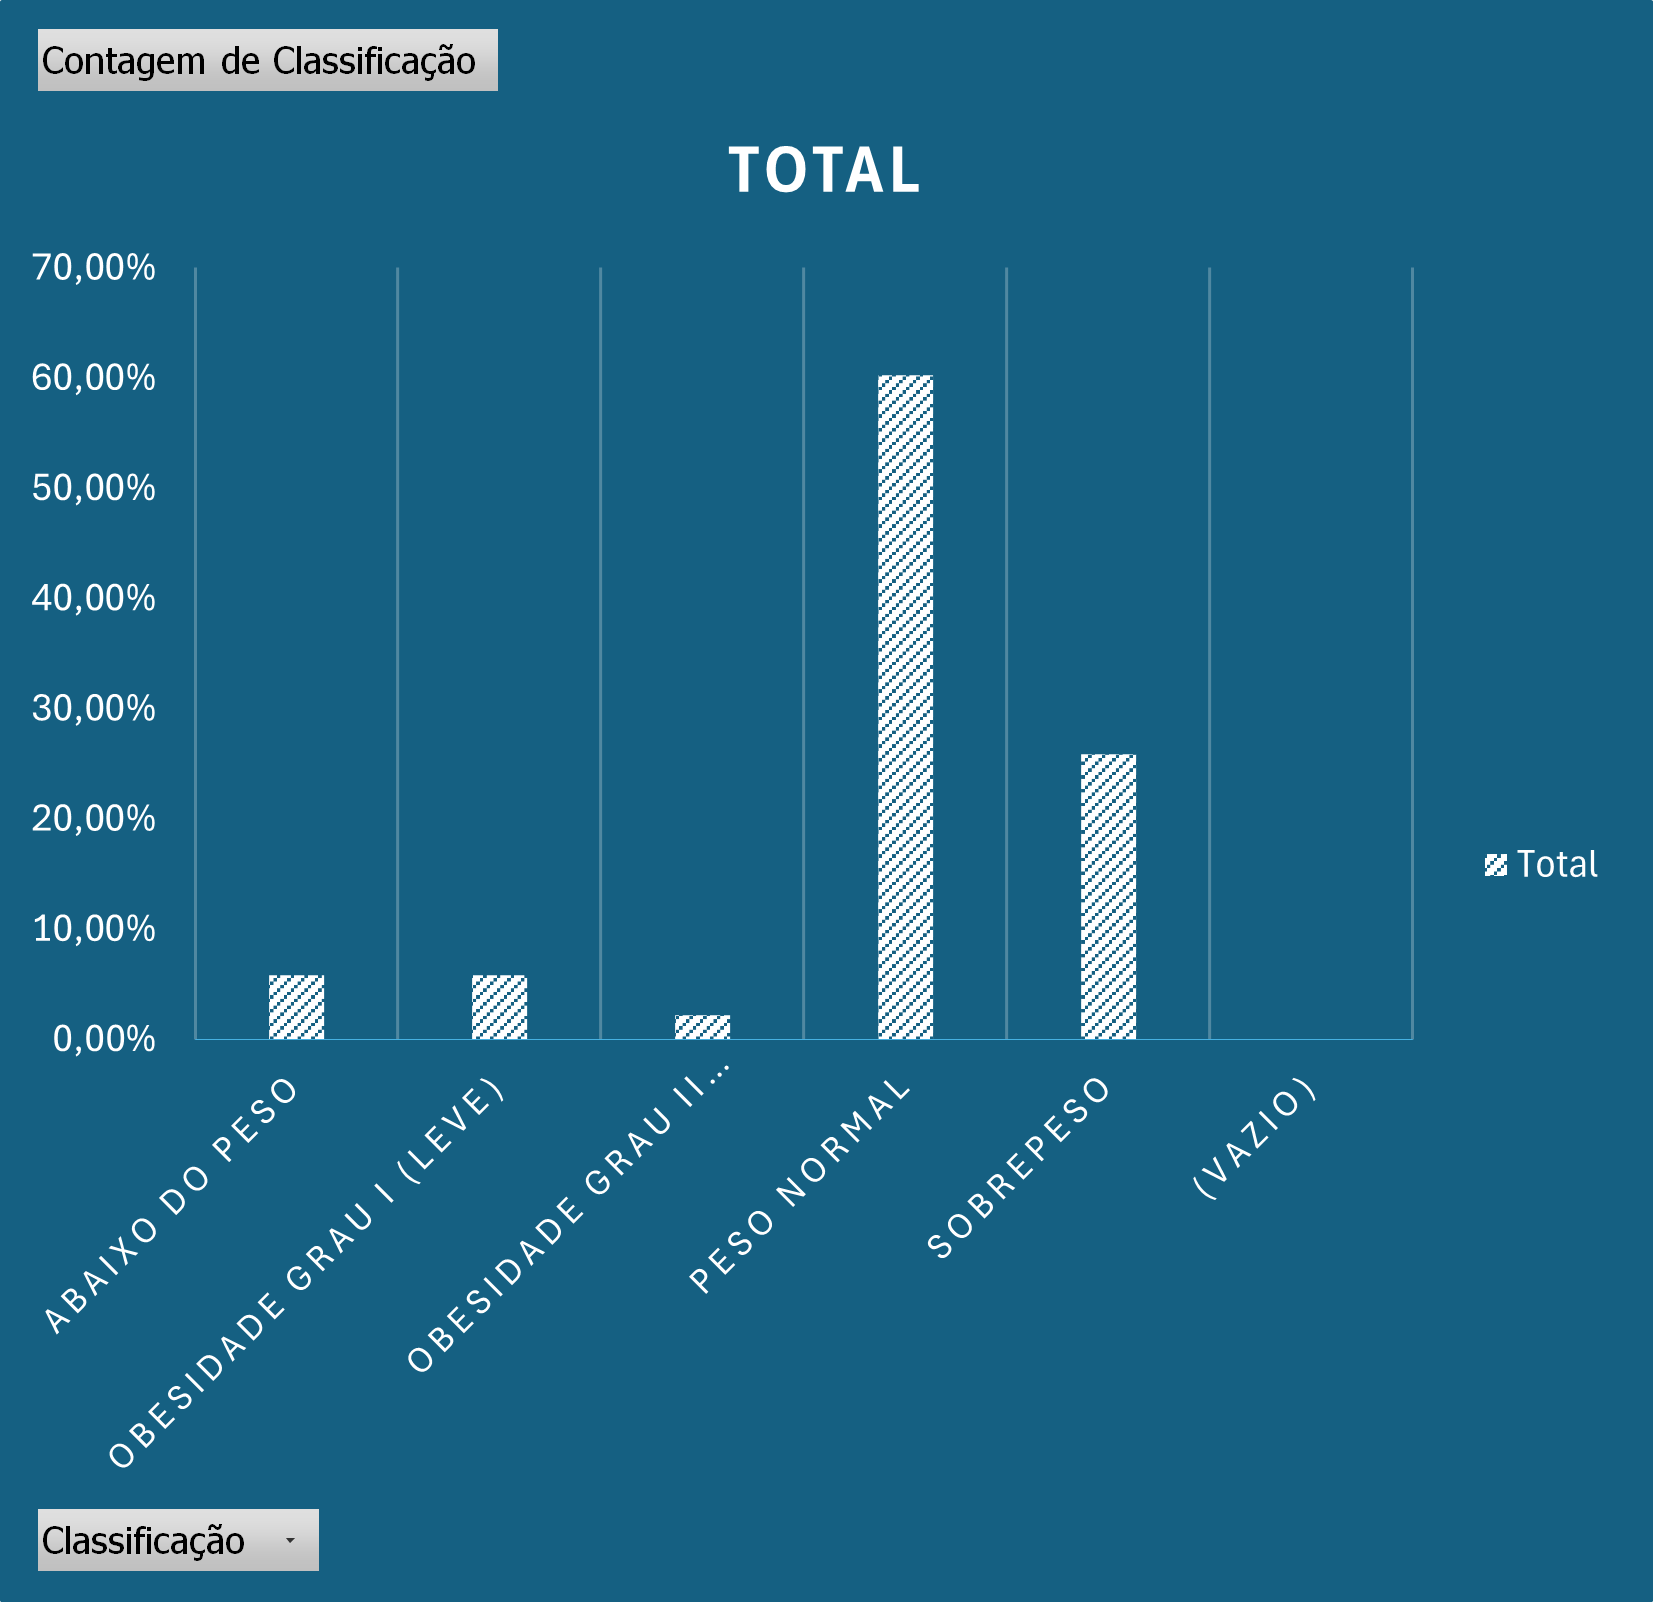 Contagem de Classificação
TOTAL
70,00%
60,00%
50,00%
40,00%
30,00%
20,00%
10,00%
0,00%
ABAIXO DO PESO
OBESIDADE GRAU I (LEVE)
OBESIDADE GRAU II...
PESO NORMAL
SOBREPESO
(VAZIO)
Total
Classificação